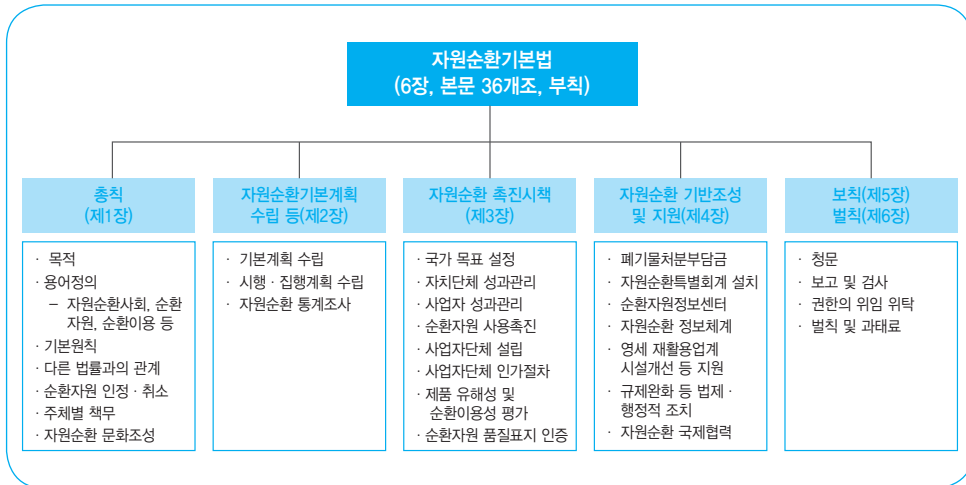 자원순환기본법
(6장, 본문 36개조, 부칙)
총칙
(제1장)
· 목적
· 용어정의
– 자원순환사회, 순환
자원, 순환이용 등
· 기본원칙
· 다른 법률과의 관계
· 순환자원 인정 · 취소
· 주체별 책무
· 자원순환 문화조성
자원순환기본계획
수립 등(제2장)
· 기본계획 수립
· 시행 · 집행계획 수립
· 자원순환 통계조사
자원순환 촉진시책
(제3장)
· 국가 목표 설정
· 자치단체 성과관리
· 사업자 성과관리
· 순환자원 사용촉진
· 사업자단체 설립
· 사업자단체 인가절차
· 제품 유해성 및
순환이용성 평가
· 순환자원 품질표지 인증
자원순환 기반조성
및 지원(제4장)
· 폐기물처분부담금
· 자원순환특별회계 설치
· 순환자원정보센터
· 자원순환 정보체계
· 영세 재활용업계
시설개선 등 지원
· 규제완화 등 법제 ·
행정적 조치
· 자원순환 국제협력
보칙(제5장)
벌칙(제6장)
· 청문
· 보고 및 검사
· 권한의 위임 위탁
· 벌칙 및 과태료